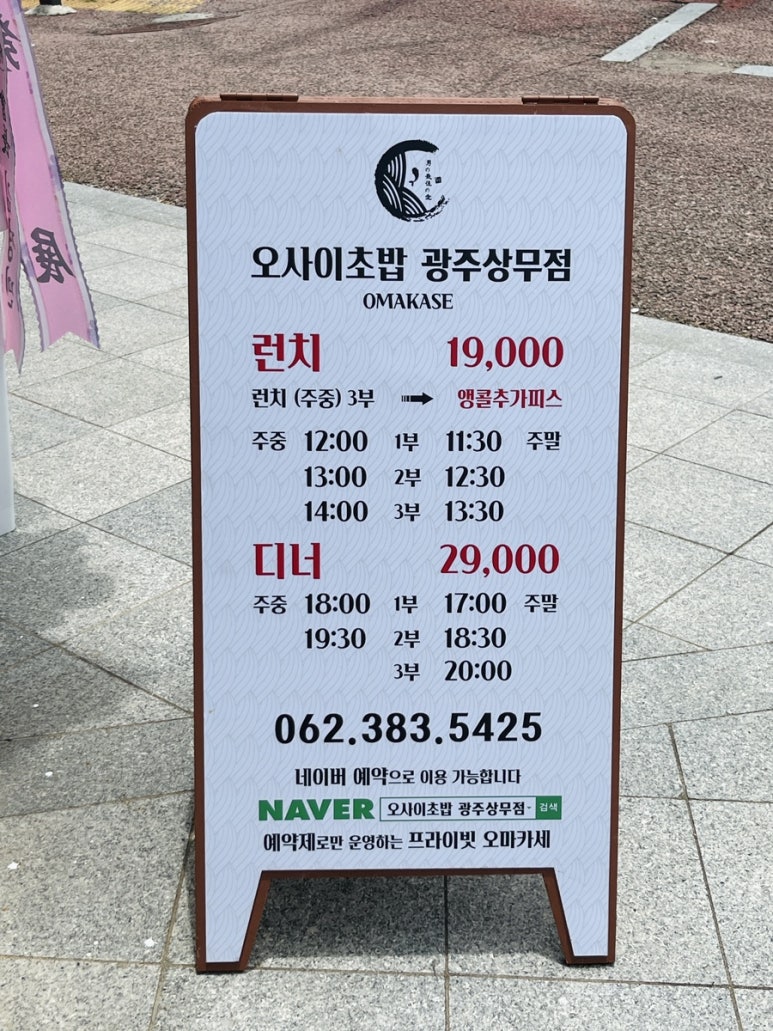 오사이초밥 광주상무점
OMAKASE
런치 19,000
런치 (주중) 3부 → 앵콜추가피스
주중 12:00 1부 11:30 주말
13:00 2부 12:30
14:00 3부 13:30
디너 29,000
주중 18:00 1부 17:00 주말
19:30 2부 18:30
3부 20:00
062.383.5425
네이버 예약으로 이용 가능합니다
NAVER 오사이초밥 광주상무점 검색
예약제로만 운영하는 프라이빗 오마카세
展